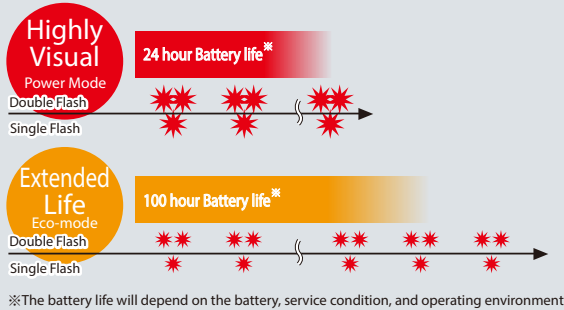 Highly
Visual
Power Mode
24 hour Battery life※
Double Flash
Single Flash
Extended
Life
Eco-mode
100 hour Battery life※
Double Flash
Single Flash
※The battery life will depend on the battery, service condition, and operating environment